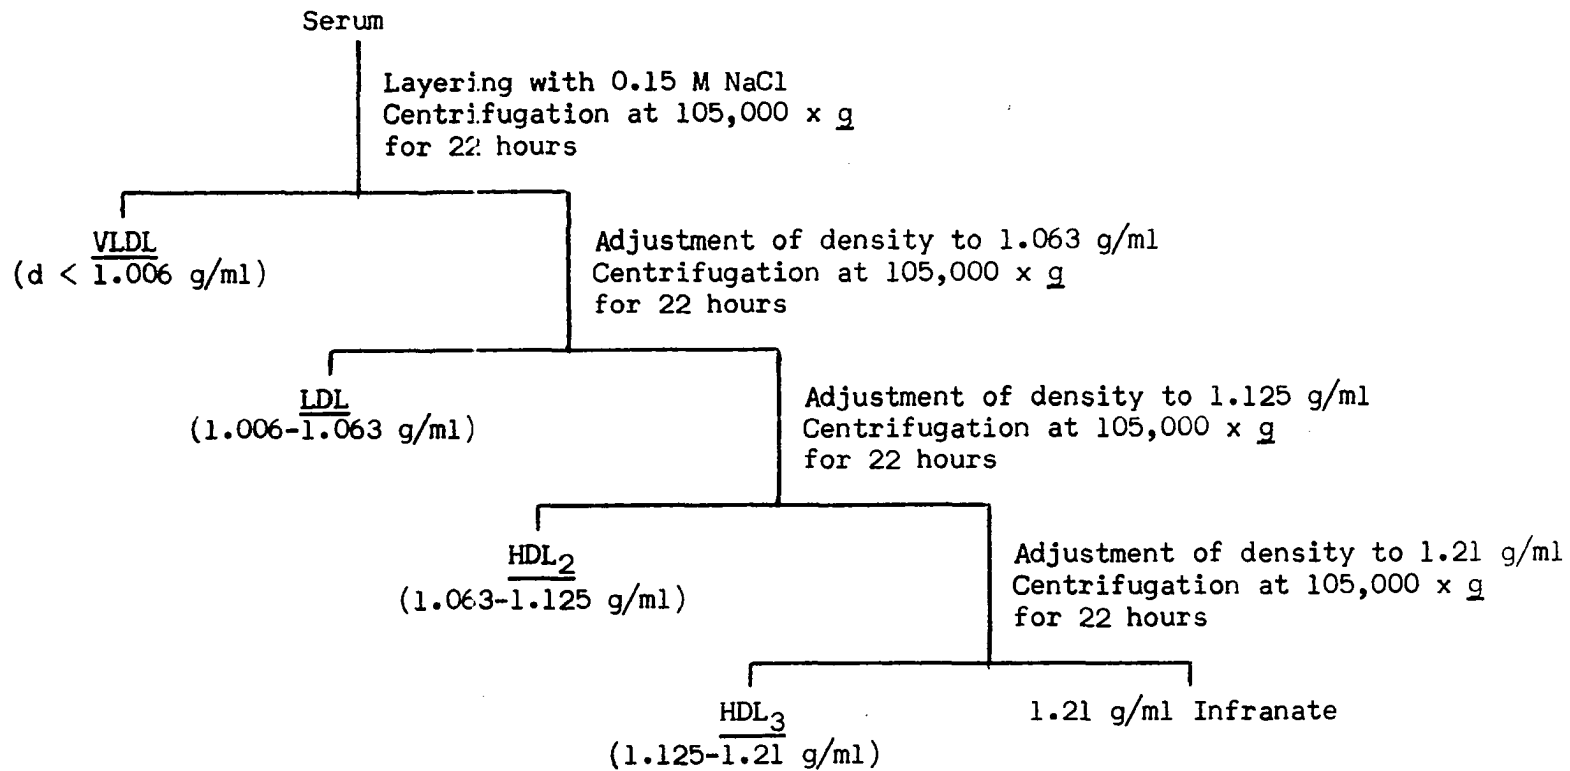 Serum
Layering with 0.15 M NaCl
Centrifugation at 105,000 x g
for 22 hours
VLDL
(d < 1.006 g/ml)
Adjustment of density to 1.063 g/ml
Centrifugation at 105,000 x g
for 22 hours
LDL
(1.006-1.063 g/ml)
Adjustment of density to 1.125 g/ml
Centrifugation at 105,000 x g
for 22 hours
HDL2
(1.063-1.125 g/ml)
Adjustment of density to 1.21 g/ml
Centrifugation at 105,000 x g
for 22 hours
HDL3
(1.125-1.21 g/ml)
1.21 g/ml Infranate